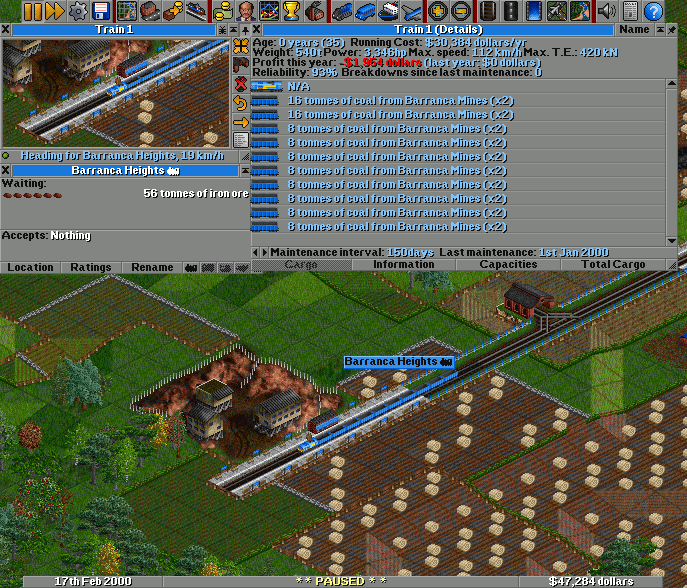 Train 1
Train 1 (Details)
Name
Age: 0 years (35) Running Cost: $30,384 dollars/yr
Weight: 540t Power: 3,346hp Max. speed: 112 km/h Max. T.E.: 420 kN
Profit this year: -$1,964 dollars (last year: $0 dollars)
Reliability: 93% Breakdowns since last maintenance: 0
N/A
16 tonnes of coal from Barranca Mines (x2)
16 tonnes of coal from Barranca Mines (x2)
8 tonnes of coal from Barranca Mines (x2)
8 tonnes of coal from Barranca Mines (x2)
8 tonnes of coal from Barranca Mines (x2)
8 tonnes of coal from Barranca Mines (x2)
8 tonnes of coal from Barranca Mines (x2)
8 tonnes of coal from Barranca Mines (x2)
8 tonnes of coal from Barranca Mines (x2)
8 tonnes of coal from Barranca Mines (x2)
Maintenance interval: 150days Last maintenance: 1st Jan 2000
Cargo Information Capacities Total Cargo
Heading for Barranca Heights, 19 km/h
Barranca Heights
Waiting:
56 tonnes of iron ore
Accepts: Nothing
Location Ratings Rename
Barranca Heights
17th Feb 2000 * * PAUSED * * $47,284 dollars